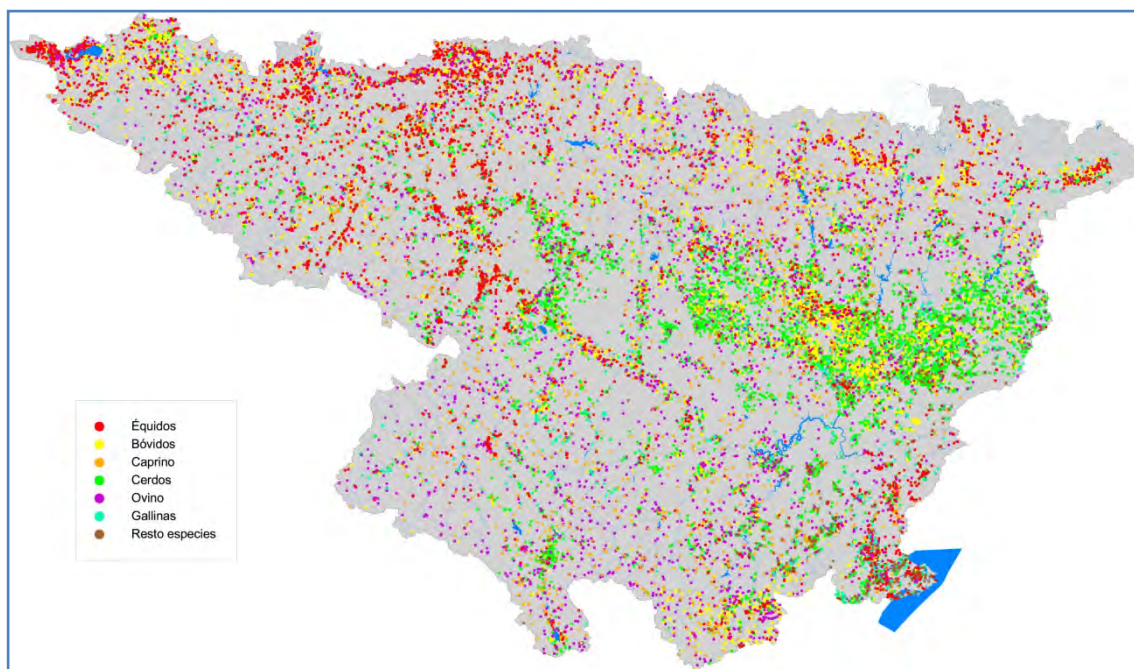 Équidos
Bóvidos
Caprino
Cerdos
Ovino
Gallinas
Resto especies